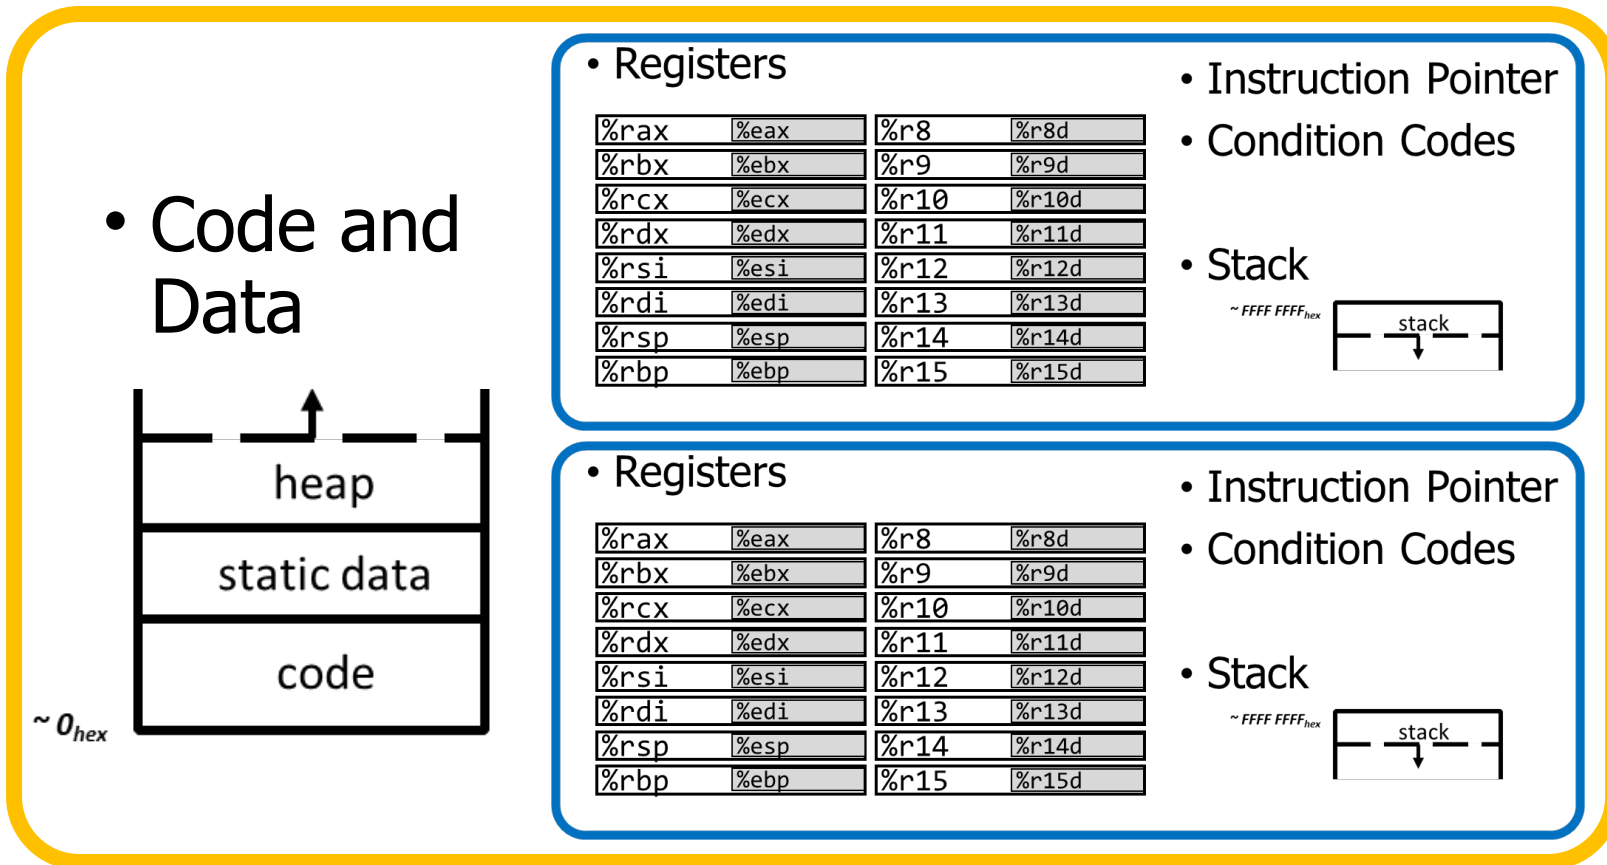 • Code and
Data
heap
static data
code
~ 0hex
• Registers
%rax %eax %r8 %r8d
%rbx %ebx %r9 %r9d
%rcx %ecx %r10 %r10d
%rdx %edx %r11 %r11d
%rsi %esi %r12 %r12d
%rdi %edi %r13 %r13d
%rsp %esp %r14 %r14d
%rbp %ebp %r15 %r15d
• Instruction Pointer
• Condition Codes
• Stack
~ FFFF FFFFhex
stack
• Registers
%rax %eax %r8 %r8d
%rbx %ebx %r9 %r9d
%rcx %ecx %r10 %r10d
%rdx %edx %r11 %r11d
%rsi %esi %r12 %r12d
%rdi %edi %r13 %r13d
%rsp %esp %r14 %r14d
%rbp %ebp %r15 %r15d
• Instruction Pointer
• Condition Codes
• Stack
~ FFFF FFFFhex
stack